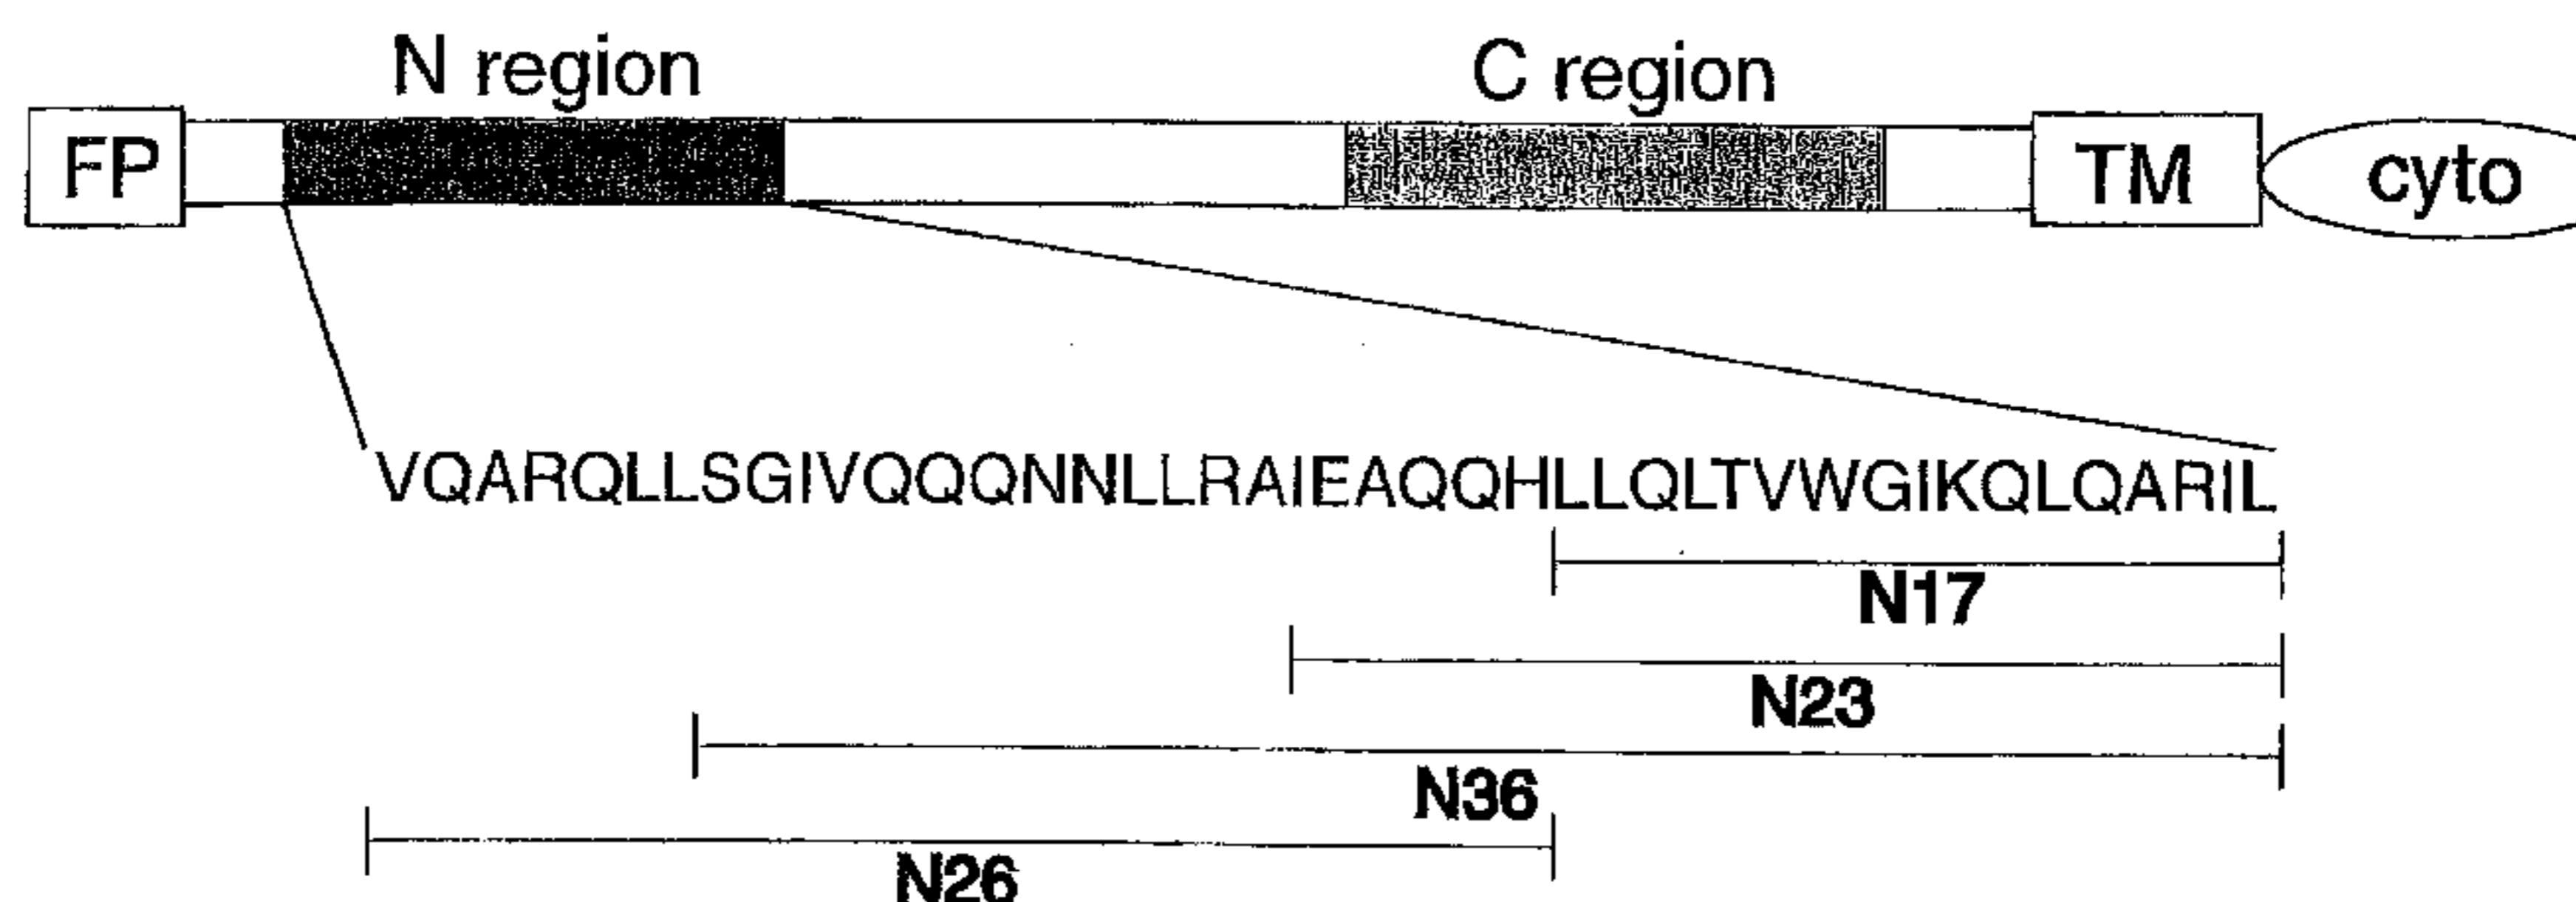 N region C region
FP TM cyto
VQARQLLSGIVQQQNNLLRAIEAQQHLLQLTVWGIKQLQARIL
N17
N23
N36
N26